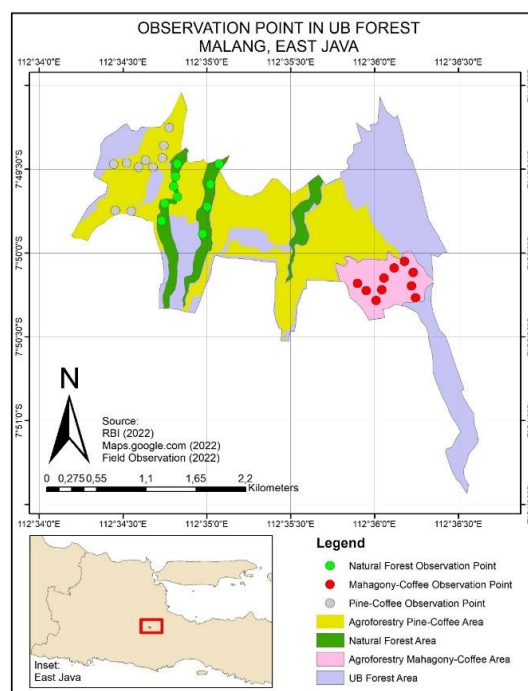 OBSERVATION POINT IN UB FOREST
MALANG, EAST JAVA
112°34'0"E 112°34'30"E 112°35'0"E 112°35'30"E 112°36'0"E 112°36'30"E
7°49'30"S
7°50'0"S
7°50'30"S
7°51'0"S
N
Source:
RBI (2022)
Maps.google.com (2022)
Field Observation (2022)
0 0,275 0,55 1,1 1,65 2,2
Kilometers
112°34'0"E 112°34'30"E 112°35'0"E 112°35'30"E 112°36'0"E 112°36'30"E
Inset:
East Java
Legend
Natural Forest Observation Point
Mahagony-Coffee Observation Point
Pine-Coffee Observation Point
Agroforestry Pine-Coffee Area
Natural Forest Area
Agroforestry Mahagony-Coffee Area
UB Forest Area